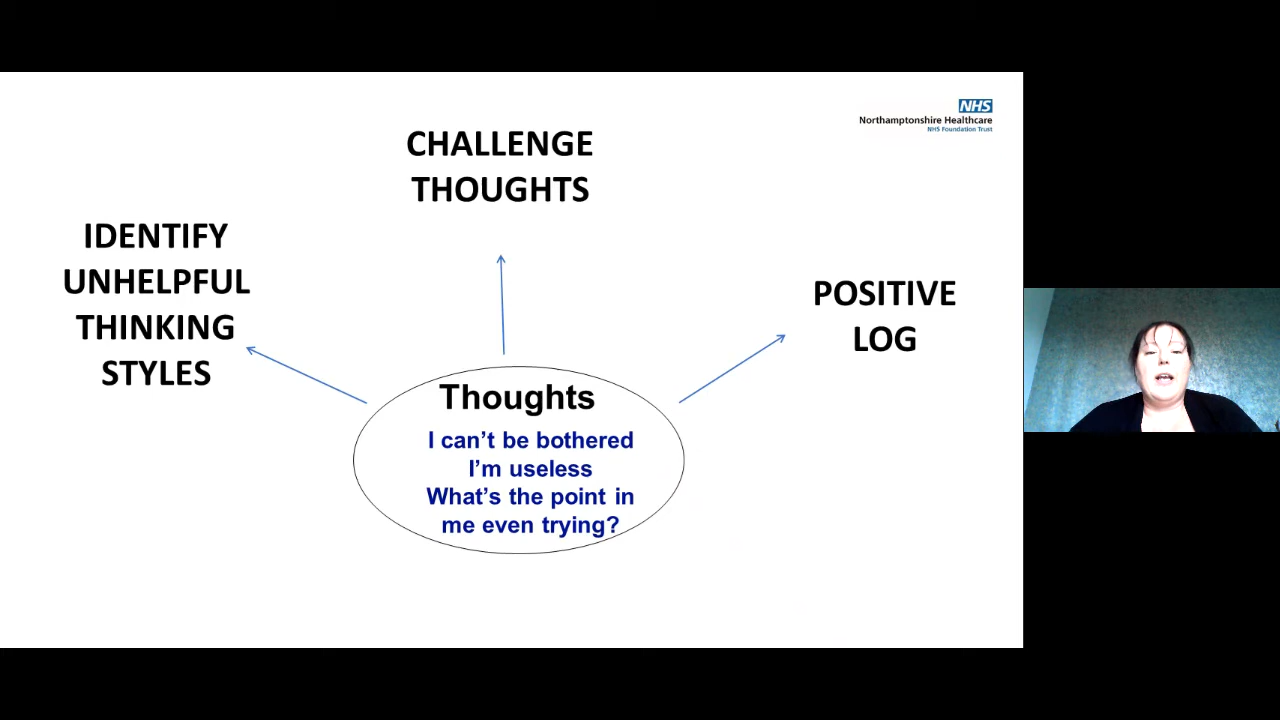 NHS
Northamptonshire Healthcare
NHS Foundation Trust
CHALLENGE
THOUGHTS
IDENTIFY
UNHELPFUL
THINKING
STYLES
POSITIVE
LOG
Thoughts
I can’t be bothered
I’m useless
What’s the point in
me even trying?